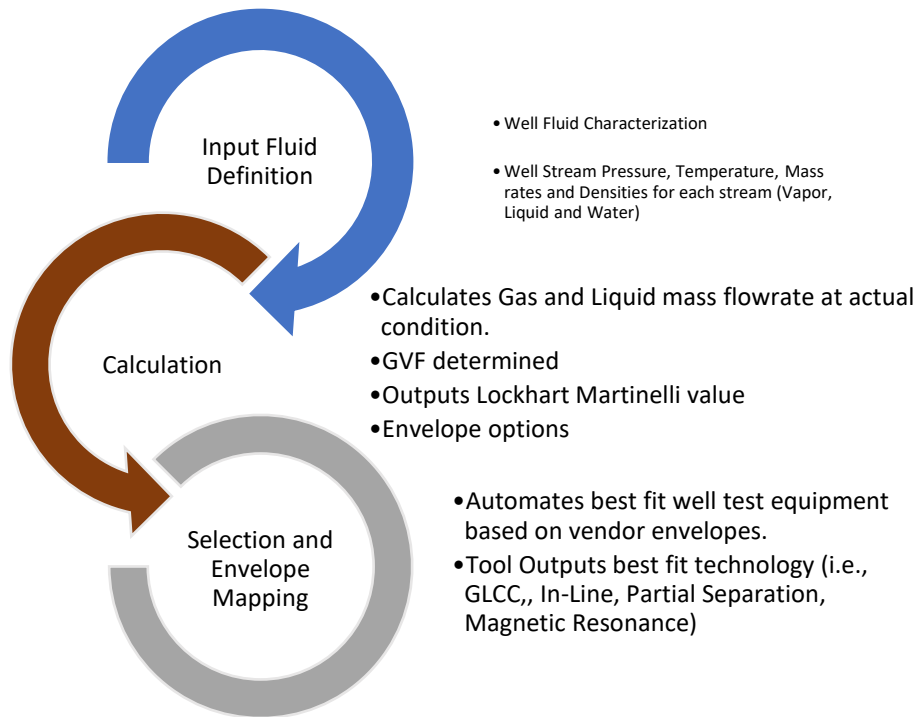 Input Fluid
Definition
• Well Fluid Characterization
• Well Stream Pressure, Temperature, Mass
rates and Densities for each stream (Vapor,
Liquid and Water)
Calculation
•Calculates Gas and Liquid mass flowrate at actual
condition.
•GVF determined
•Outputs Lockhart Martinelli value
•Envelope options
Selection and
Envelope
Mapping
•Automates best fit well test equipment
based on vendor envelopes.
•Tool Outputs best fit technology (i.e.,
GLCC,, In-Line, Partial Separation,
Magnetic Resonance)